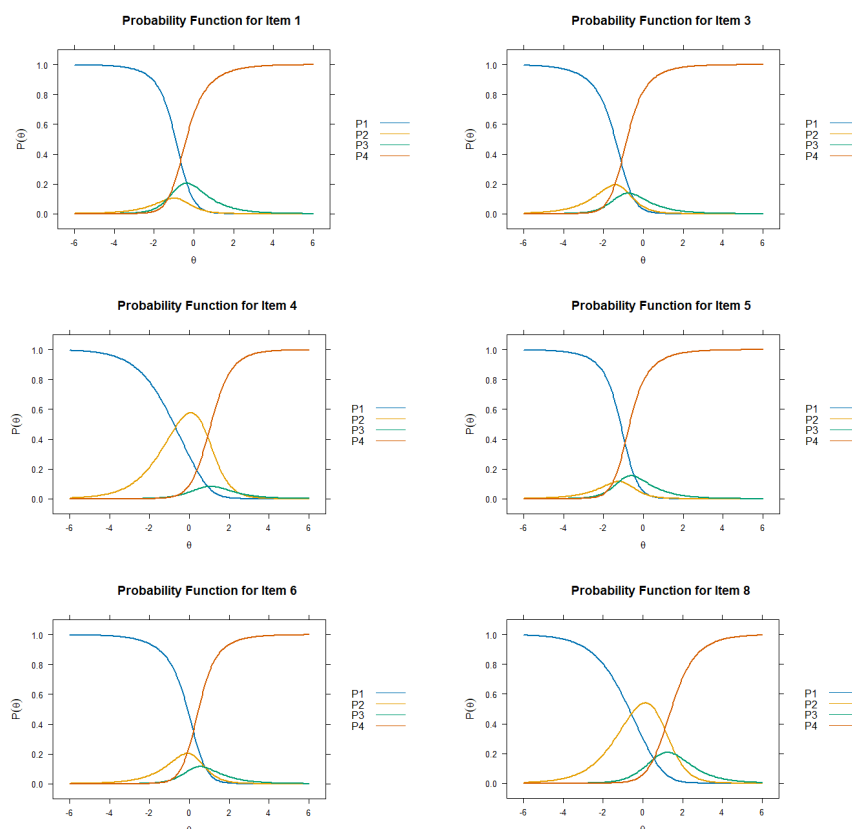 Probability Function for Item 1
1.0
0.8
0.6
0.4
0.2
0.0
P(θ)
-6 -4 -2 0 2 4 6
θ
P1
P2
P3
P4
Probability Function for Item 3
1.0
0.8
0.6
0.4
0.2
0.0
P(θ)
-6 -4 -2 0 2 4 6
θ
P1
P2
P3
P4
Probability Function for Item 4
1.0
0.8
0.6
0.4
0.2
0.0
P(θ)
-6 -4 -2 0 2 4 6
θ
P1
P2
P3
P4
Probability Function for Item 5
1.0
0.8
0.6
0.4
0.2
0.0
P(θ)
-6 -4 -2 0 2 4 6
θ
P1
P2
P3
P4
Probability Function for Item 6
1.0
0.8
0.6
0.4
0.2
0.0
P(θ)
-6 -4 -2 0 2 4 6
θ
P1
P2
P3
P4
Probability Function for Item 8
1.0
0.8
0.6
0.4
0.2
0.0
P(θ)
-6 -4 -2 0 2 4 6
θ
P1
P2
P3
P4